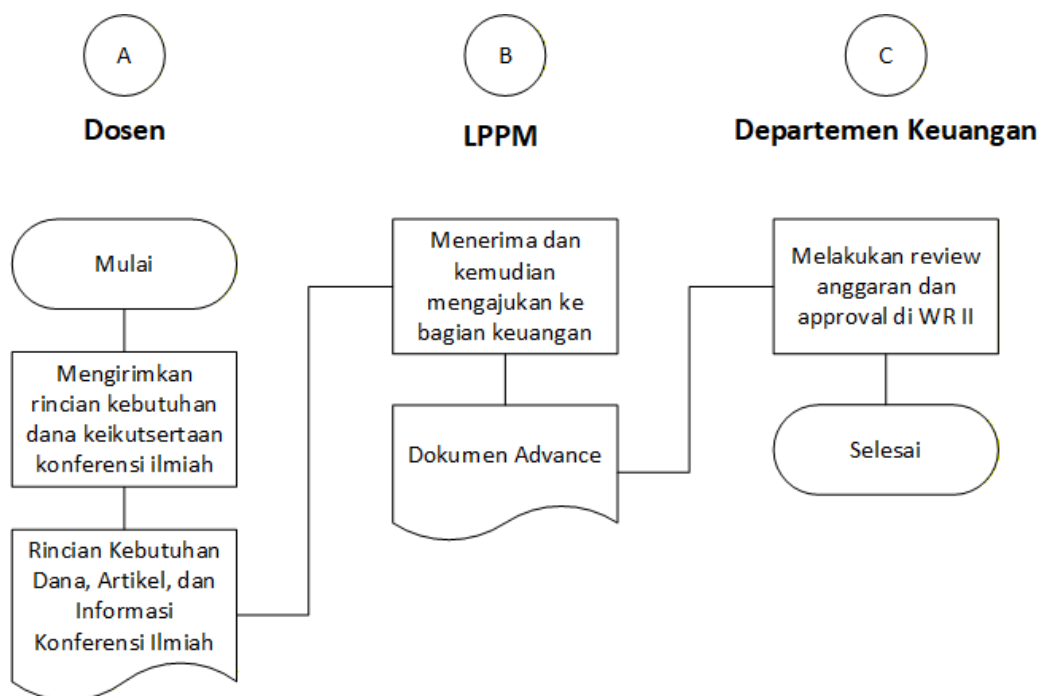 A
Dosen
Mulai
Mengirimkan
rincian kebutuhan
dana keikutsertaan
konferensi ilmiah
Rincian Kebutuhan
Dana, Artikel, dan
Informasi
Konferensi Ilmiah
B
LPPM
Menerima dan
kemudian
mengajukan ke
bagian keuangan
Dokumen Advance
C
Departemen Keuangan
Melakukan review
anggaran dan
approval di WR II
Selesai